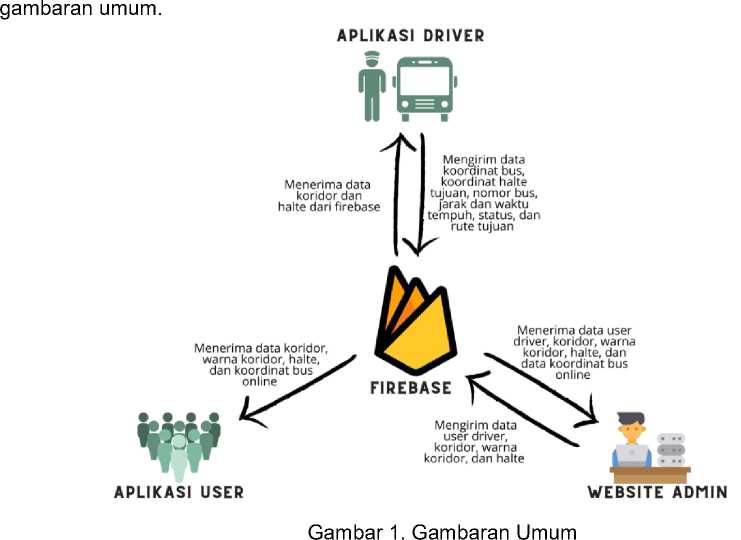 gambaran umum.
APLIKASI DRIVER
Menerima data
koridor dan
halte dari firebase
Mengirim data
koordinat bus,
koordinat halte
tujuan, nomor bus,
jarak dan waktu
tempuh, status, dan
rute tujuan
Menerima data koridor,
warna koridor, halte,
dan koordinat bus
online
FIREBASE
Menerima data user
driver, koridor, warna
koridor, halte, dan
data koordinat bus
online
Mengirim data
user driver,
koridor, warna
koridor, dan halte
APLIKASI USER
WEBSITE ADMIN
Gambar 1. Gambaran Umum